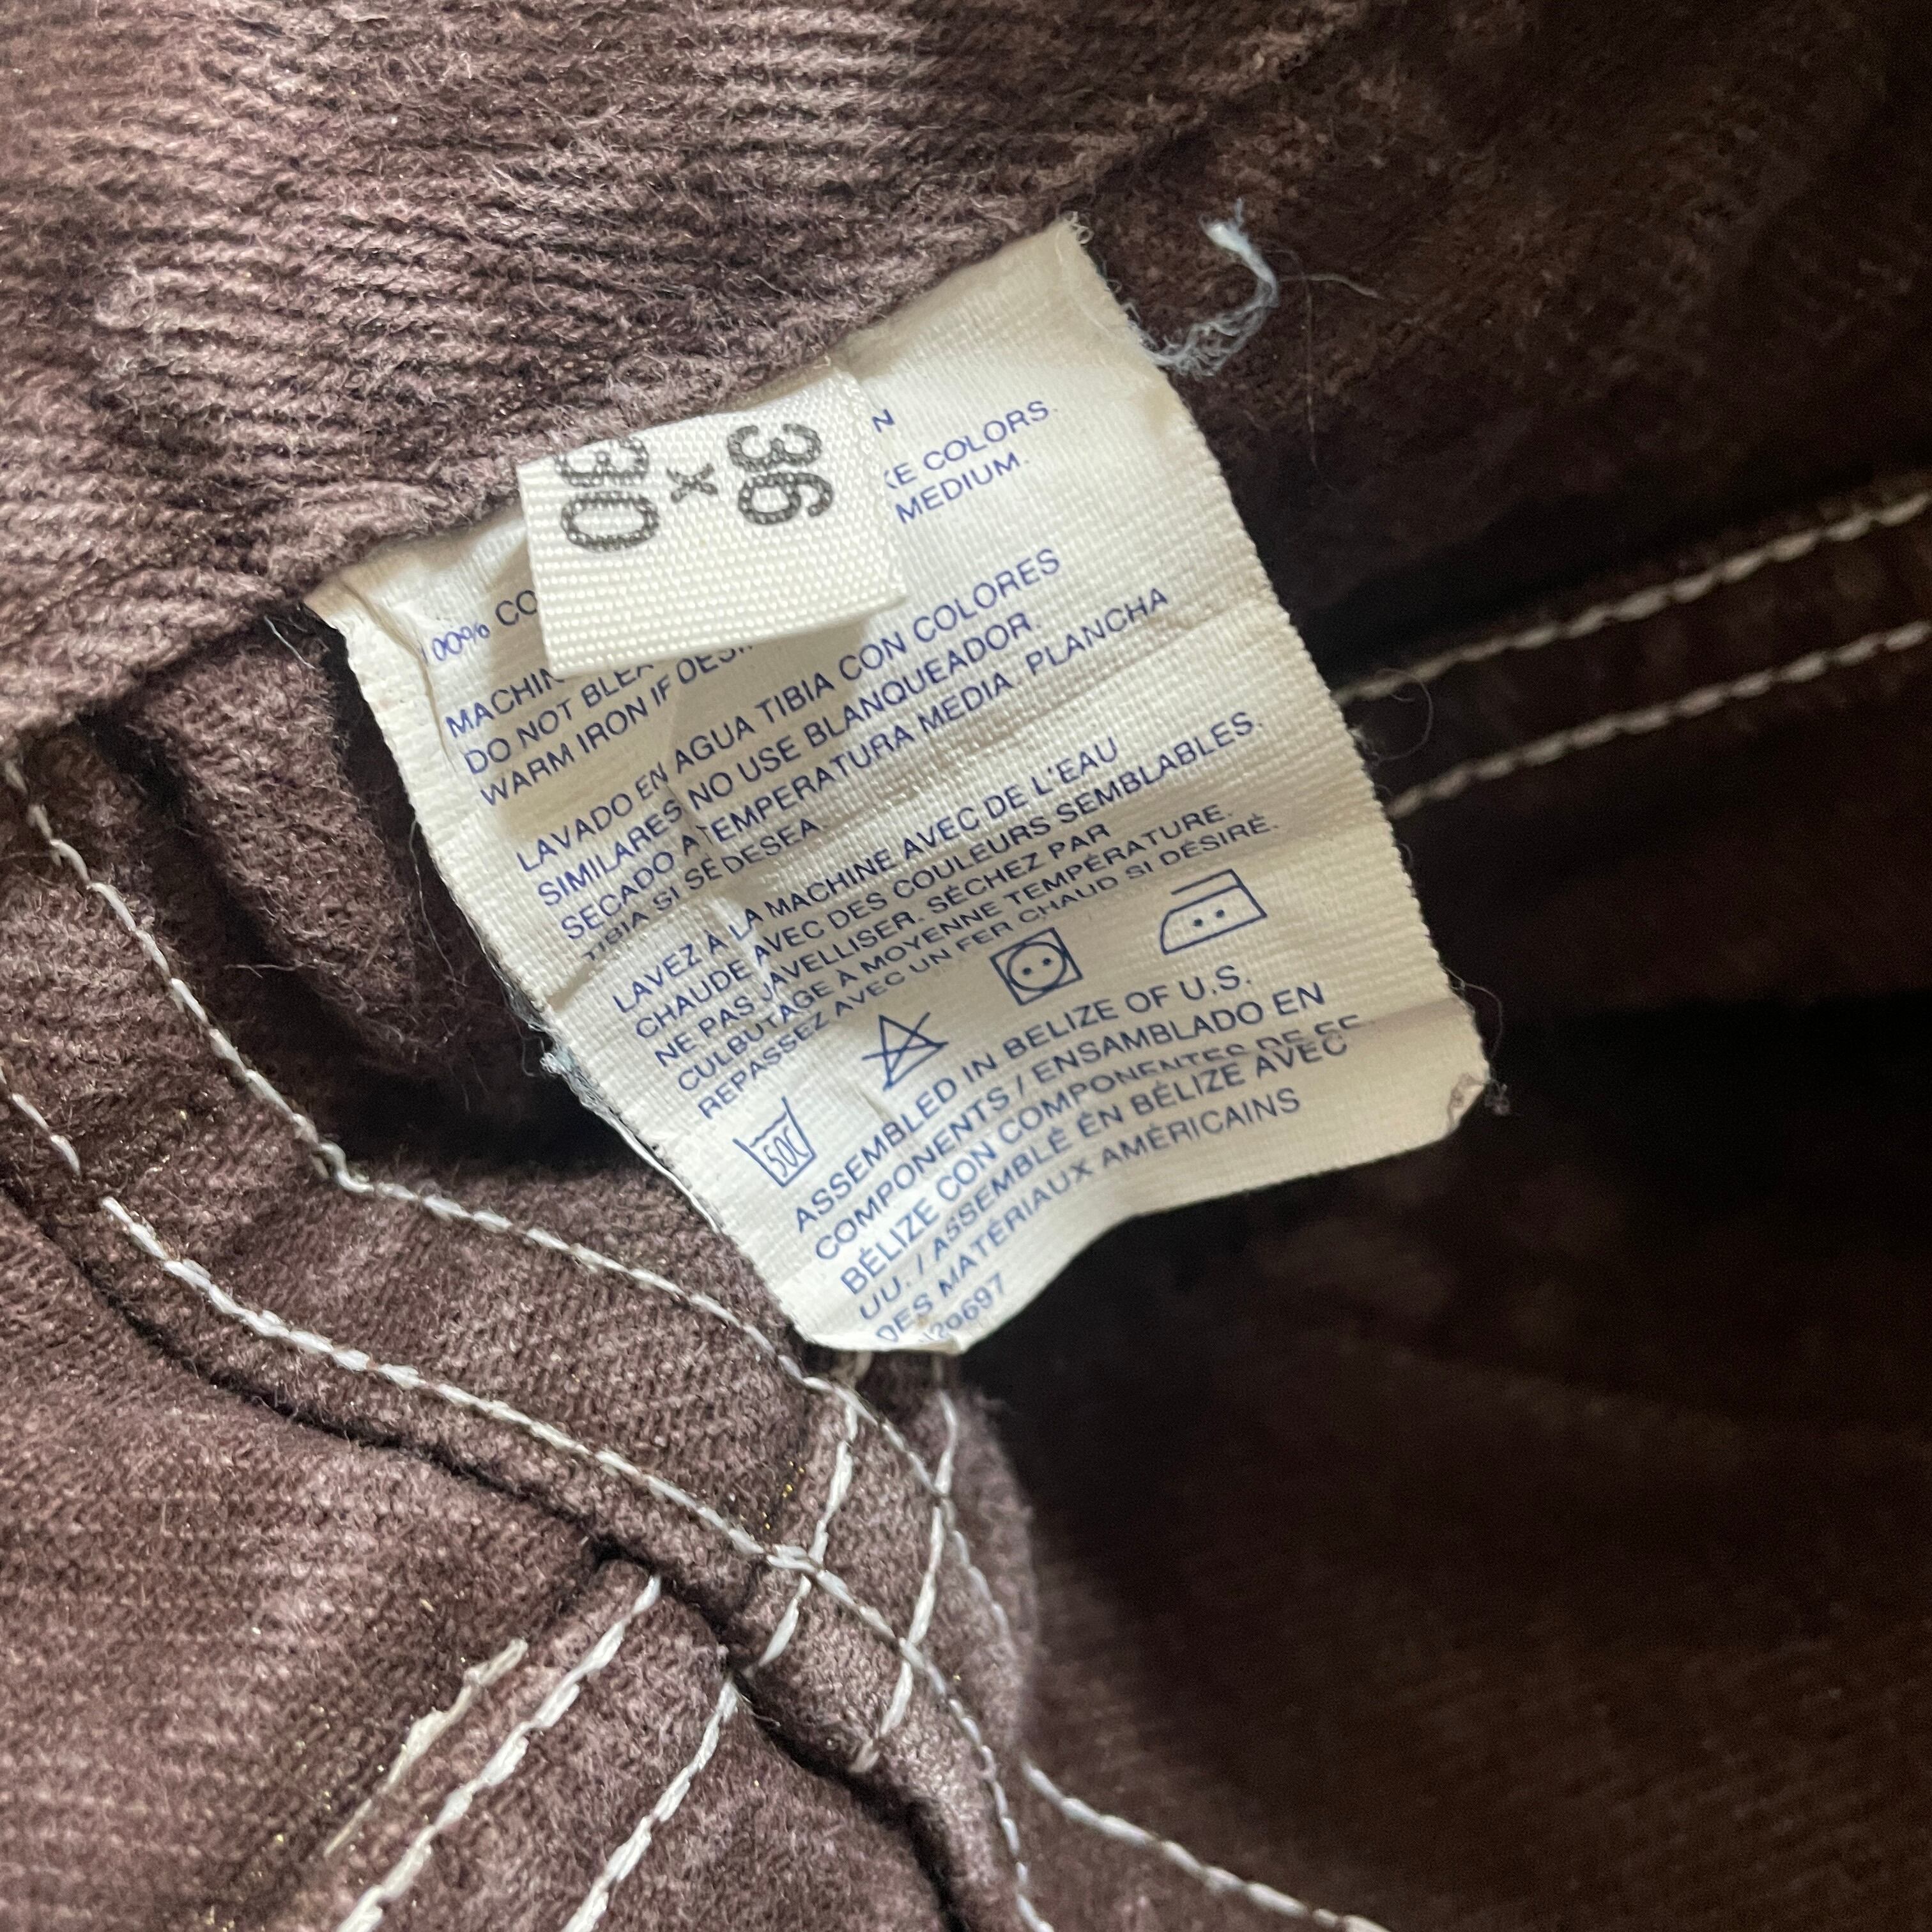 36
x
30
100% CO
N
MACHIN
KE COLORS.
DO NOT BLEA
MEDIUM.
WARM IRON IF DESI
LAVADO EN AGUA TIBIA CON COLORES
SIMILARES NO USE BLANQUEADOR.
SECADO A TEMPERATURA MEDIA. PLANCHA
TIBIA SI SE DESEA.
LAVEZ À LA MACHINE AVEC DE L'EAU
CHAUDE AVEC DES COULEURS SEMBLABLES.
NE PAS JAVELLISER. SÉCHEZ PAR
CULBUTAGE À MOYENNE TEMPÉRATURE.
REPASSEZ AVEC UN FER CHAUD SI DÉSIRÉ.
50C
ASSEMBLED IN BELIZE OF U.S.
COMPONENTS / ENSAMBLADO EN
BÉLIZE CON COMPONENTES DE EE.
UU. / ASSEMBLÉ EN BÉLIZE AVEC
DES MATÉRIAUX AMÉRICAINS
29697